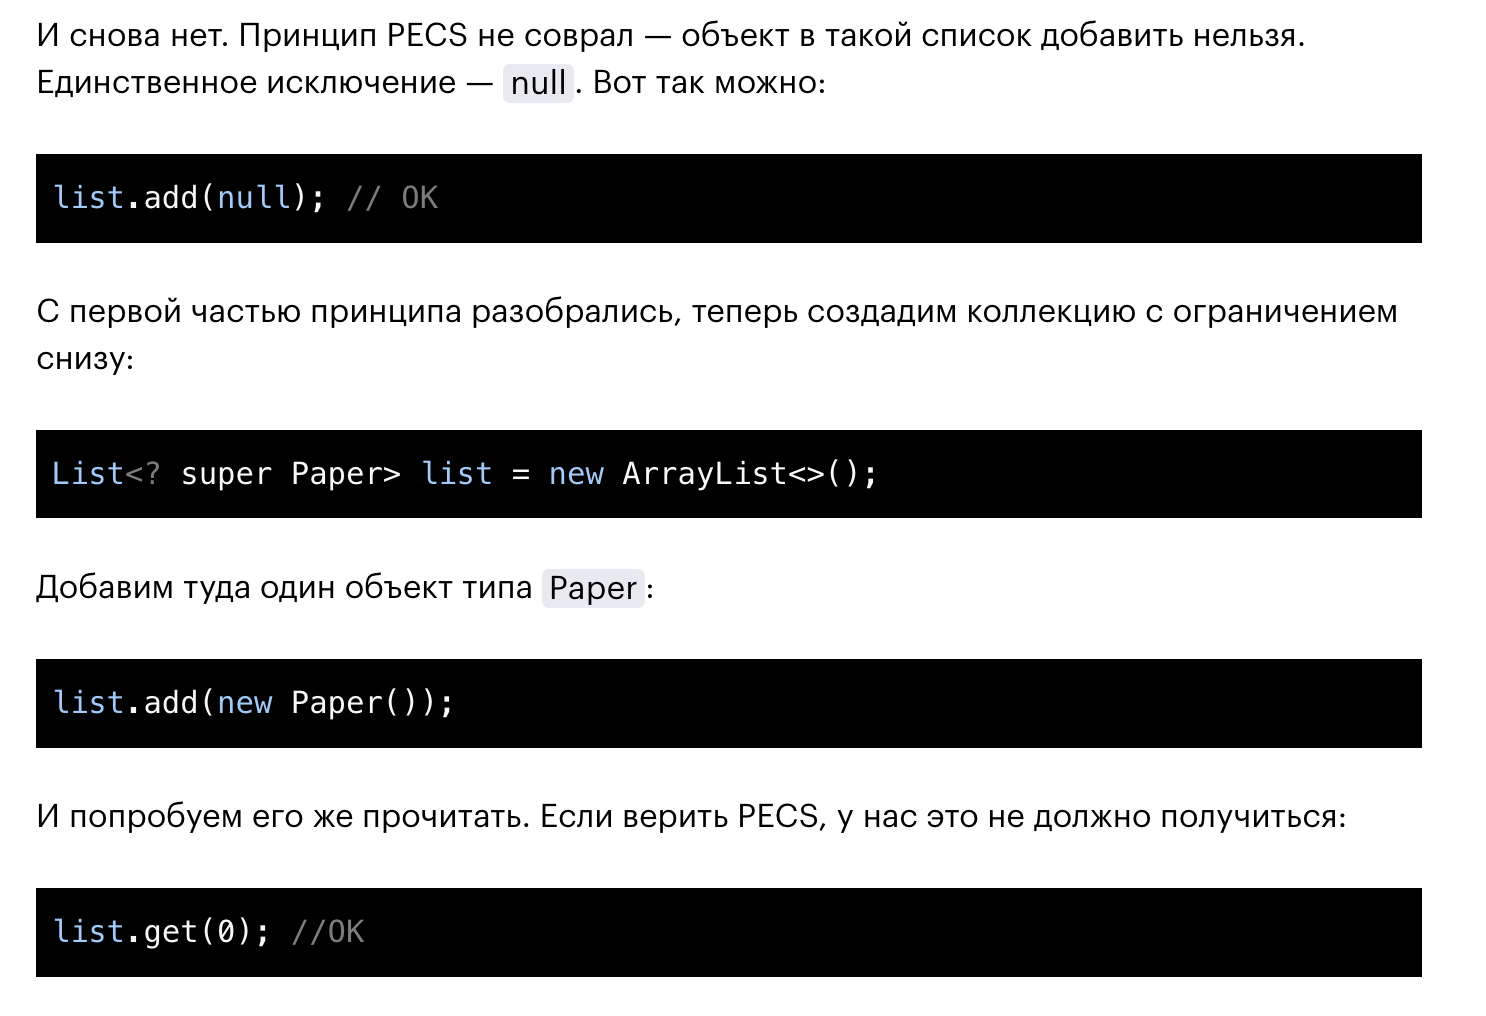 И снова нет. Принцип PECS не соврал — объект в такой список добавить нельзя.
Единственное исключение — null. Вот так можно:
list.add(null); // OK
С первой частью принципа разобрались, теперь создадим коллекцию с ограничением
снизу:
List<? super Paper> list = new ArrayList<>();
Добавим туда один объект типа Paper:
list.add(new Paper());
И попробуем его же прочитать. Если верить PECS, у нас это не должно получиться:
list.get(0); //OK